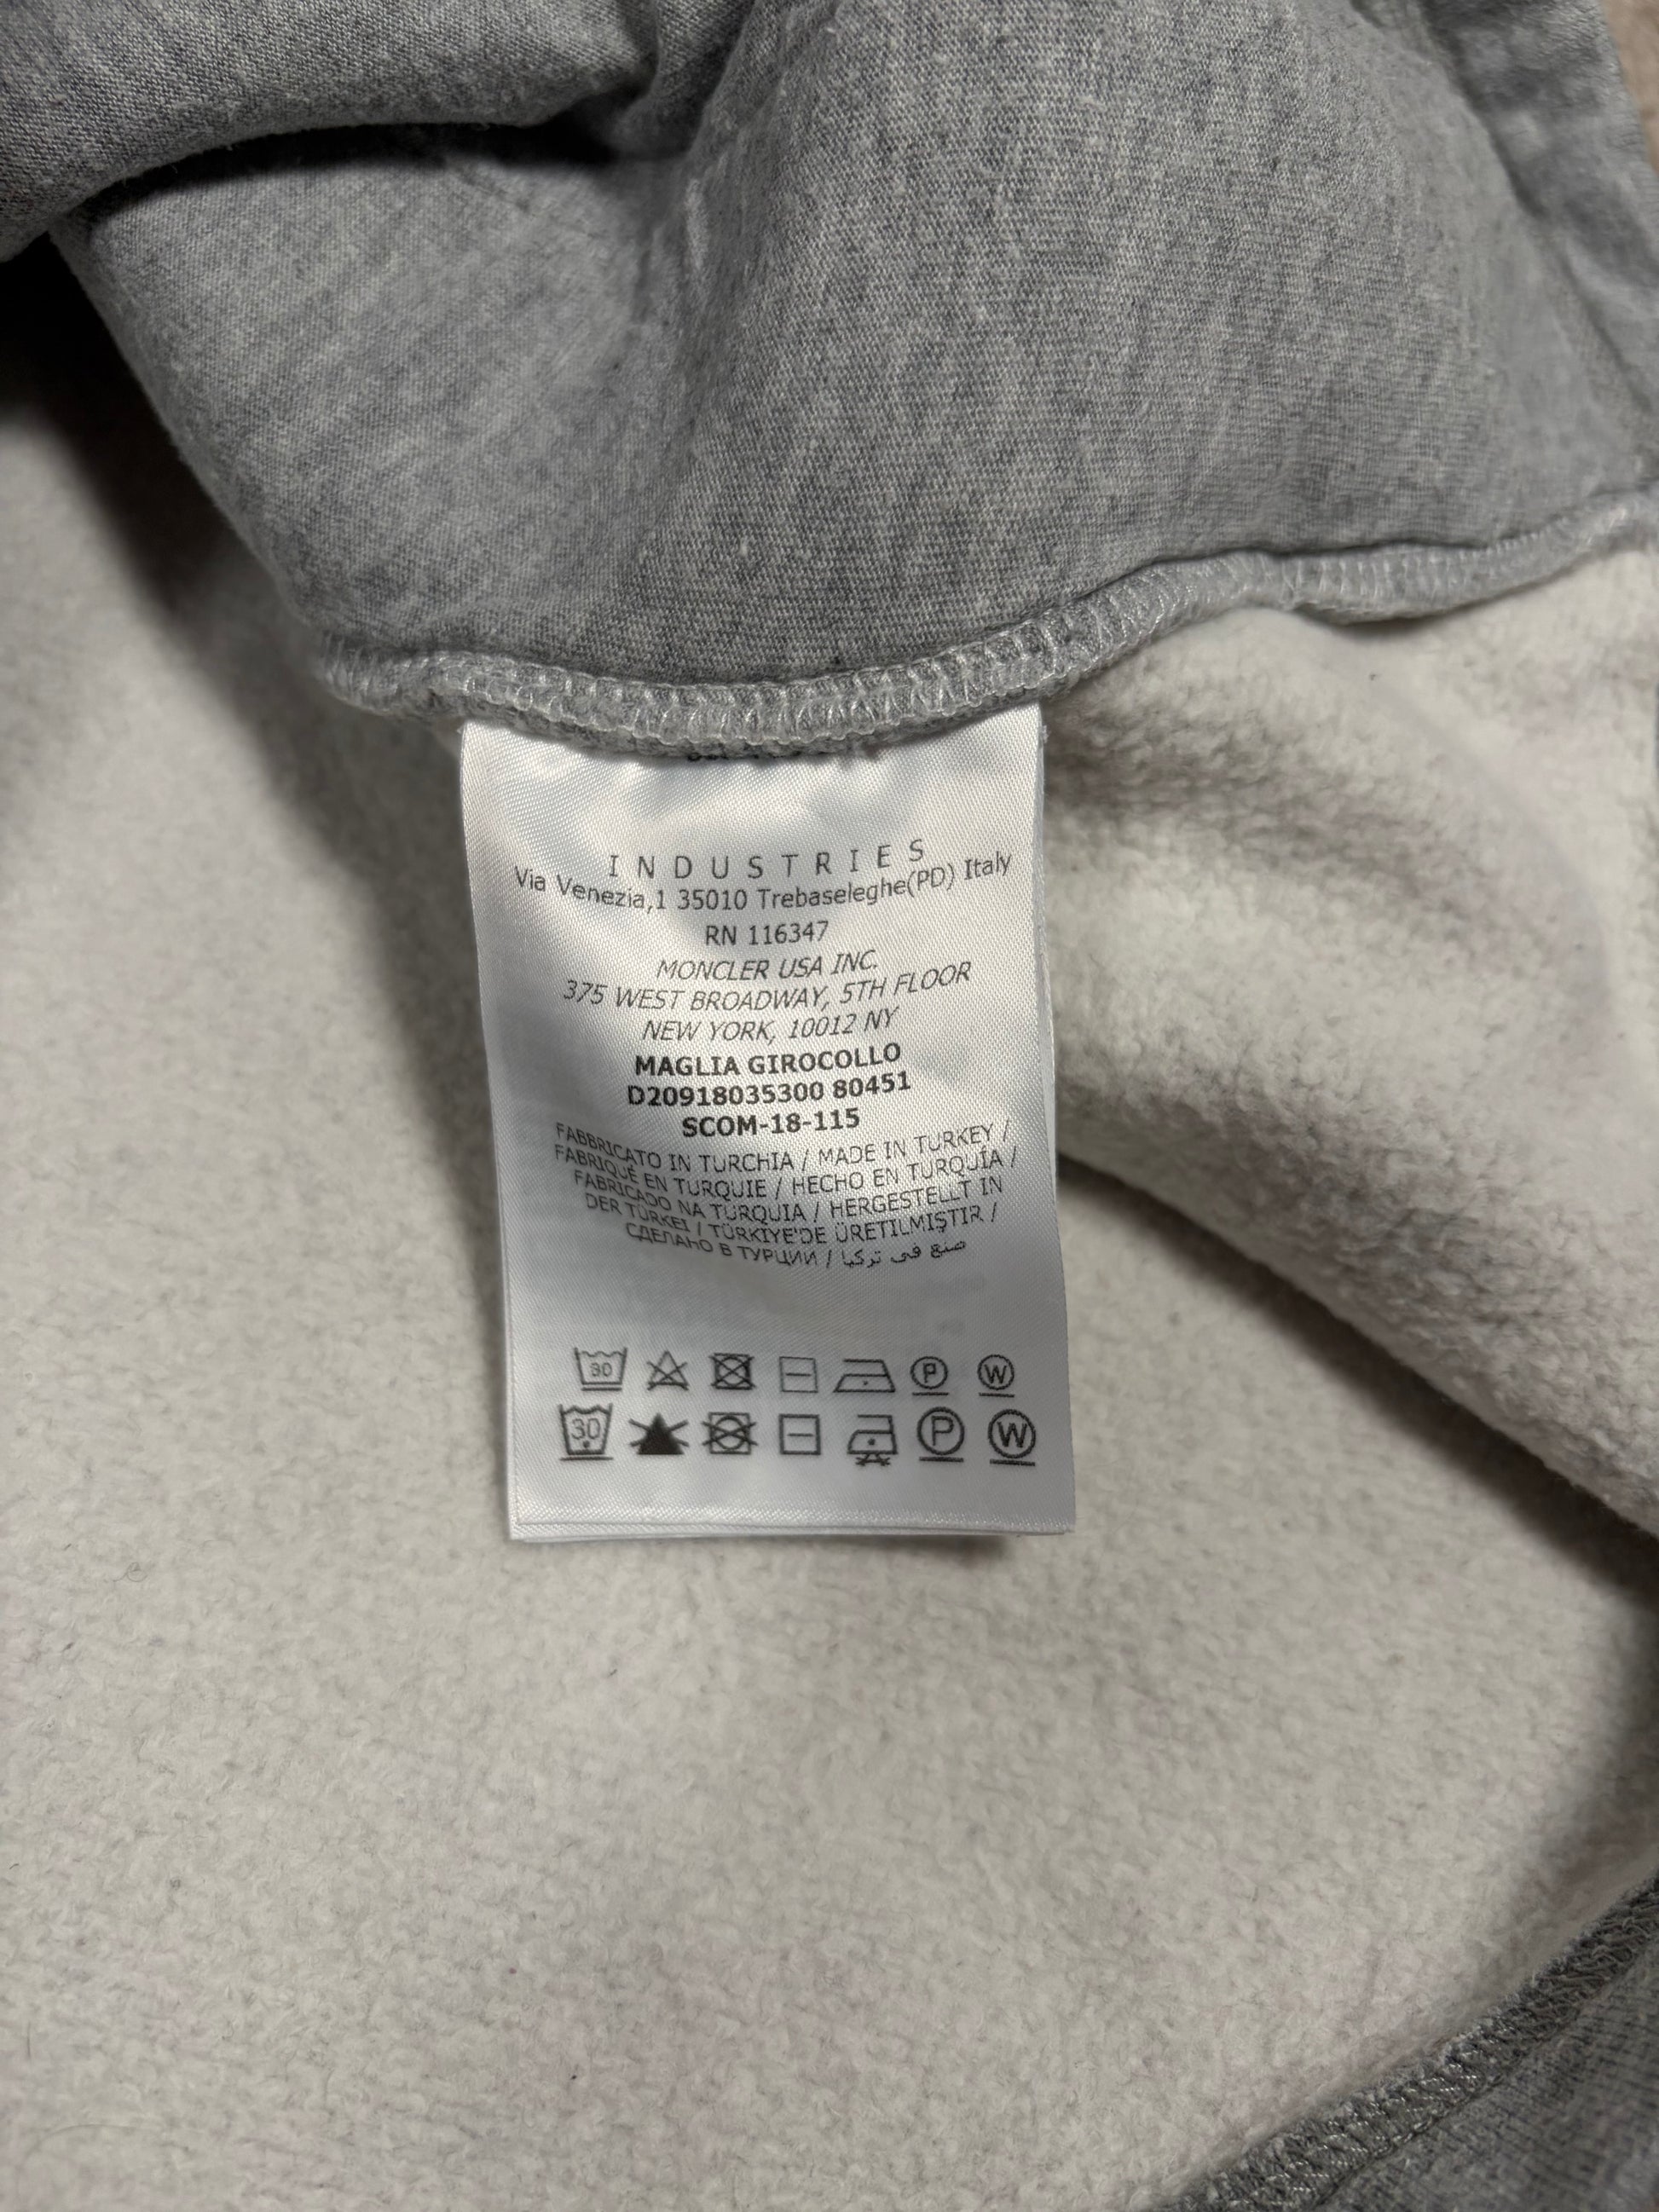 INDUSTRIES
Via Venezia,1 35010 Trebaseleghe(PD) Italy
RN 116347
MONCLER USA INC.
375 WEST BROADWAY, 5TH FLOOR
NEW YORK, 10012 NY
MAGLIA GIROCOLLO
D20918035300 80451
SCOM-18-115
FABBRICATO IN TURCHIA / MADE IN TURKEY /
FABRIQUÉ EN TURQUIE / HECHO EN TURQUÍA /
FABRICADO NA TURQUIA / HERGESTELLT IN
DER TÜRKEI / TÜRKIYE'DE ÜRETILMIŞTIR /
СДЕЛАНО В ТУРЦИИ / صنع في تركيا
30 P W
30 P W